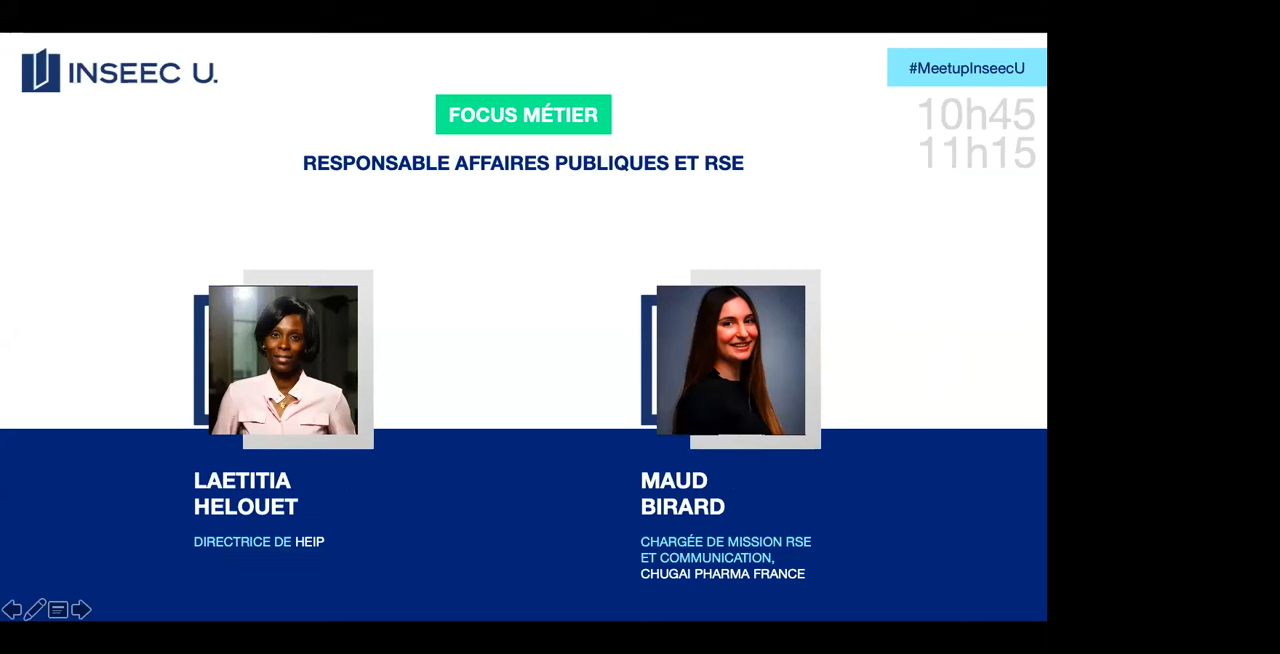 INSEEC U.
#MeetupInseecU
10h45
11h15
FOCUS MÉTIER
RESPONSABLE AFFAIRES PUBLIQUES ET RSE
LAETITIA
HELOUET
DIRECTRICE DE HEIP
MAUD
BIRARD
CHARGÉE DE MISSION RSE
ET COMMUNICATION,
CHUGAI PHARMA FRANCE